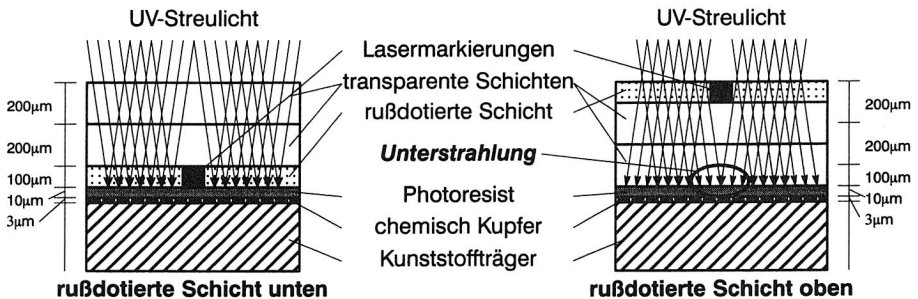 UV-Streulicht
UV-Streulicht
Lasermarkierungen
transparente Schichten
rußdotierte Schicht
Unterstrahlung
Photoresist
chemisch Kupfer
Kunststoffträger
200µm
200µm
100µm
10µm
3µm
200µm
200µm
100µm
10µm
3µm
rußdotierte Schicht unten
rußdotierte Schicht oben